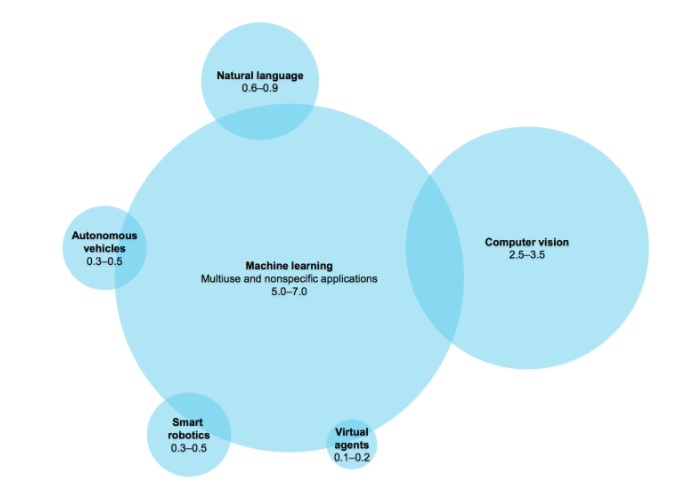 Natural language
0.6–0.9
Autonomous
vehicles
0.3–0.5
Computer vision
2.5–3.5
Machine learning
Multiuse and nonspecific applications
5.0–7.0
Smart
robotics
0.3–0.5
Virtual
agents
0.1–0.2